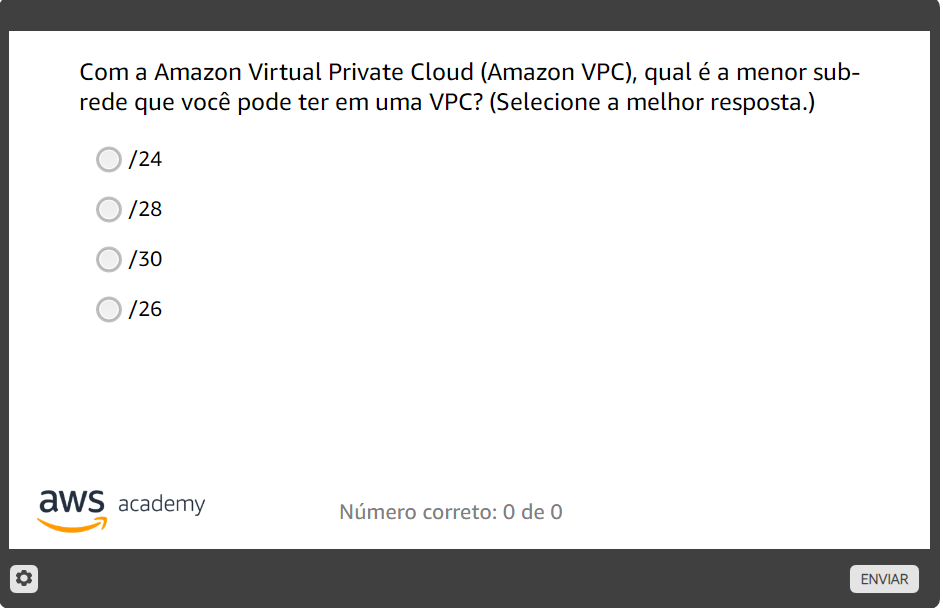 Com a Amazon Virtual Private Cloud (Amazon VPC), qual é a menor sub-
rede que você pode ter em uma VPC? (Selecione a melhor resposta.)
/24
/28
/30
/26
aws academy
Número correto: 0 de 0
ENVIAR